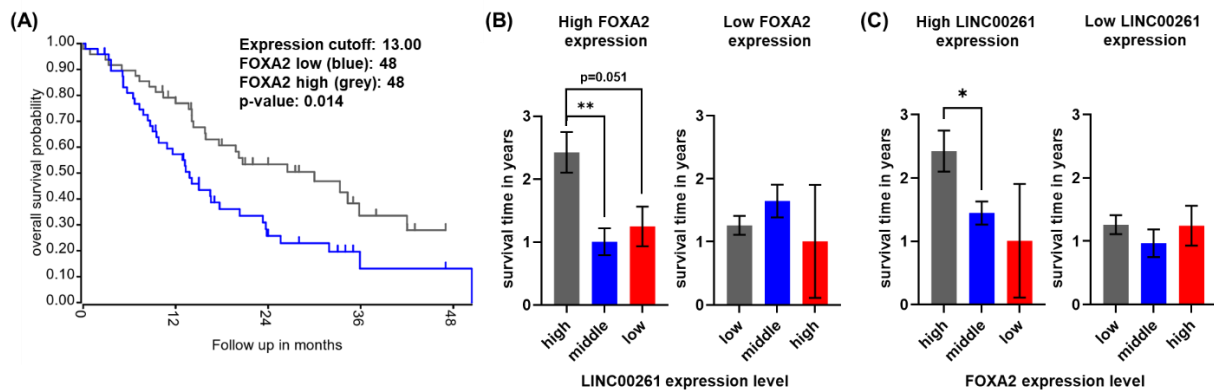 (A)
1.00
0.90
0.80
0.70
0.60
0.50
0.40
0.30
0.20
0.10
0.00
overall survival probability
Expression cutoff: 13.00
FOXA2 low (blue): 48
FOXA2 high (grey): 48
p-value: 0.014
0
12
24
36
48
Follow up in months
(B)
High FOXA2
expression
p=0.051
**
3
2
1
0
survival time in years
high
middle
low
Low FOXA2
expression
3
2
1
0
survival time in years
low
middle
high
LINC00261 expression level
(C)
High LINC00261
expression
*
3
2
1
0
survival time in years
high
middle
low
Low LINC00261
expression
3
2
1
0
survival time in years
low
middle
high
FOXA2 expression level